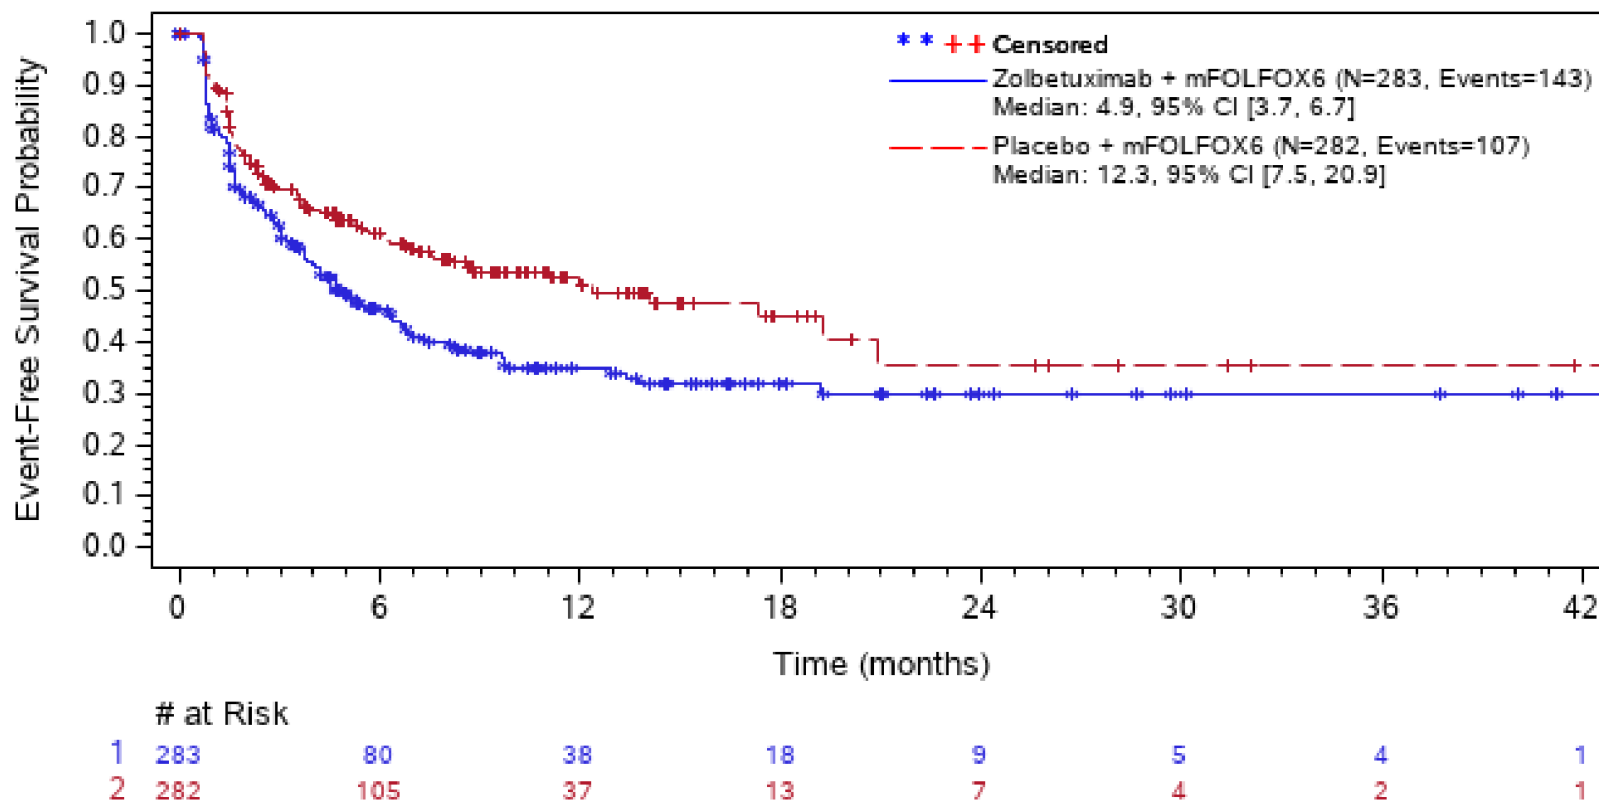 Event-Free Survival Probability
1.0
0.9
0.8
0.7
0.6
0.5
0.4
0.3
0.2
0.1
0.0
Censored
Zolbetuximab + mFOLFOX6 (N=283, Events=143)
Median: 4.9, 95% CI [3.7, 6.7]
Placebo + mFOLFOX6 (N=282, Events=107)
Median: 12.3, 95% CI [7.5, 20.9]
0 6 12 18 24 30 36 42
Time (months)
# at Risk
1 283 80 38 18 9 5 4 1
2 282 105 37 13 7 4 2 1